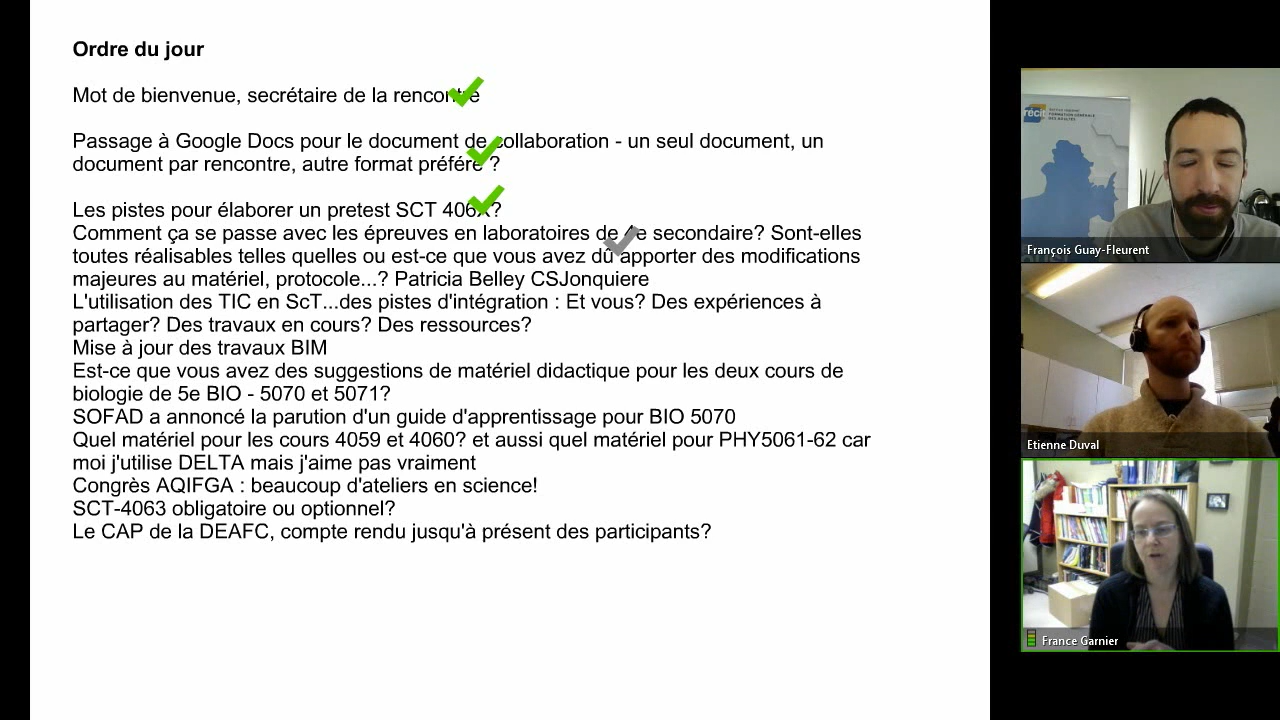 Ordre du jour
Mot de bienvenue, secrétaire de la rencontre
Passage à Google Docs pour le document de collaboration - un seul document, un
document par rencontre, autre format préféré ?
Les pistes pour élaborer un pretest SCT 406X?
Comment ça se passe avec les épreuves en laboratoires de 4e secondaire? Sont-elles
toutes réalisables telles quelles ou est-ce que vous avez dû apporter des modifications
majeures au matériel, protocole...? Patricia Belley CSJonquiere
L'utilisation des TIC en ScT...des pistes d'intégration : Et vous? Des expériences à
partager? Des travaux en cours? Des ressources?
Mise à jour des travaux BIM
Est-ce que vous avez des suggestions de matériel didactique pour les deux cours de
biologie de 5e BIO - 5070 et 5071?
SOFAD a annoncé la parution d'un guide d'apprentissage pour BIO 5070
Quel matériel pour les cours 4059 et 4060? et aussi quel matériel pour PHY5061-62 car
moi j'utilise DELTA mais j'aime pas vraiment
Congrès AQIFGA : beaucoup d'ateliers en science!
SCT-4063 obligatoire ou optionnel?
Le CAP de la DEAFC, compte rendu jusqu'à présent des participants?
récit
FORMATION GÉNÉRALE
DES ADULTES
François Guay-Fleurent
Etienne Duval
France Garnier